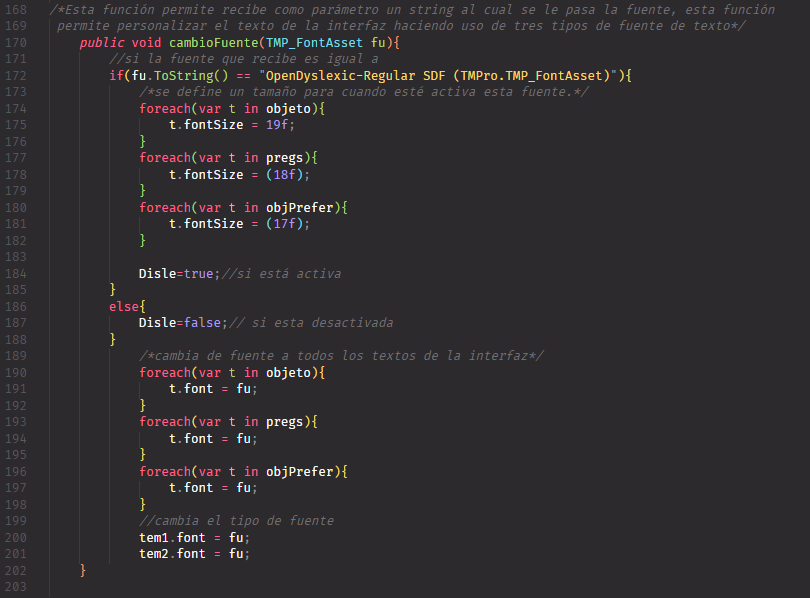 168 /*Esta función permite recibe como parámetro un string al cual se le pasa la fuente, esta función
169 permite personalizar el texto de la interfaz haciendo uso de tres tipos de fuente de texto*/
170 public void cambioFuente(TMP_FontAsset fu){
171 //si la fuente que recibe es igual a
172 if(fu.ToString() == "OpenDyslexic-Regular SDF (TMPro.TMP_FontAsset)"){
173 /*se define un tamaño para cuando esté activa esta fuente.*/
174 foreach(var t in objeto){
175 t.fontSize = 19f;
176 }
177 foreach(var t in pregs){
178 t.fontSize = (18f);
179 }
180 foreach(var t in objPrefer){
181 t.fontSize = (17f);
182 }
183
184 Disle=true;//si está activa
185 }
186 else{
187 Disle=false;// si esta desactivada
188 }
189 /*cambia de fuente a todos los textos de la interfaz*/
190 foreach(var t in objeto){
191 t.font = fu;
192 }
193 foreach(var t in pregs){
194 t.font = fu;
195 }
196 foreach(var t in objPrefer){
197 t.font = fu;
198 }
199 //cambia el tipo de fuente
200 tem1.font = fu;
201 tem2.font = fu;
202 }
203